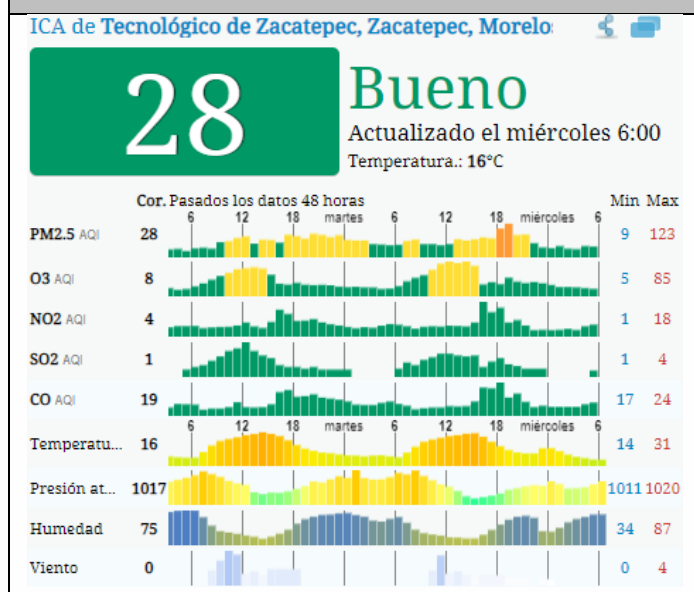 ICA de Tecnológico de Zacatepec, Zacatepec, Morelo
28
Bueno
Actualizado el miércoles 6:00
Temperatura.: 16°C
Cor. Pasados los datos 48 horas Min Max
6 12 18 martes 6 12 18 miércoles 6
PM2.5 AQI 28 9 123
O3 AQI 8 5 85
NO2 AQI 4 1 18
SO2 AQI 1 1 4
CO AQI 19 17 24
6 12 18 martes 6 12 18 miércoles 6
Temperatu... 16 14 31
Presión at... 1017 1011 1020
Humedad 75 34 87
Viento 0 0 4